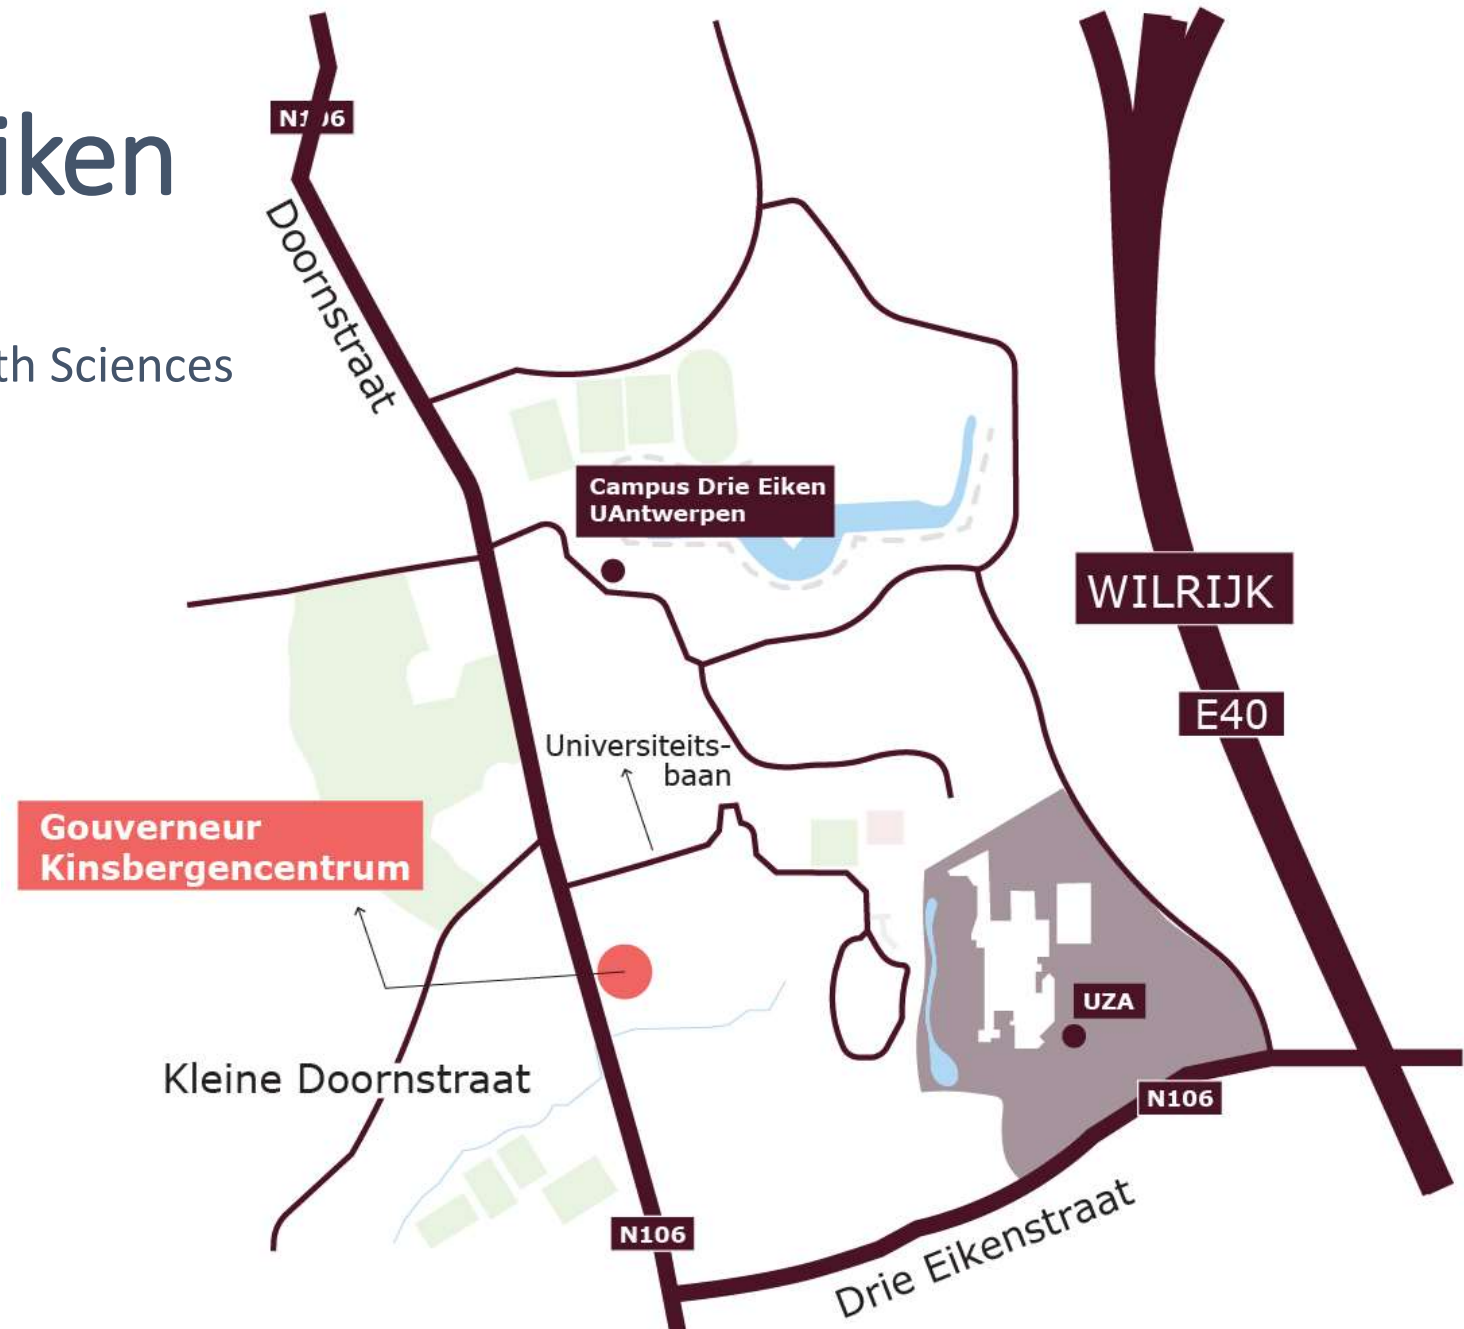 N106
iken
Doornstraat
th Sciences
Campus Drie Eiken
UAntwerpen
WILRIJK
E40
Universiteits-
baan
Gouverneur
Kinsbergencentrum
UZA
Kleine Doornstraat
N106
N106
Drie Eikenstraat